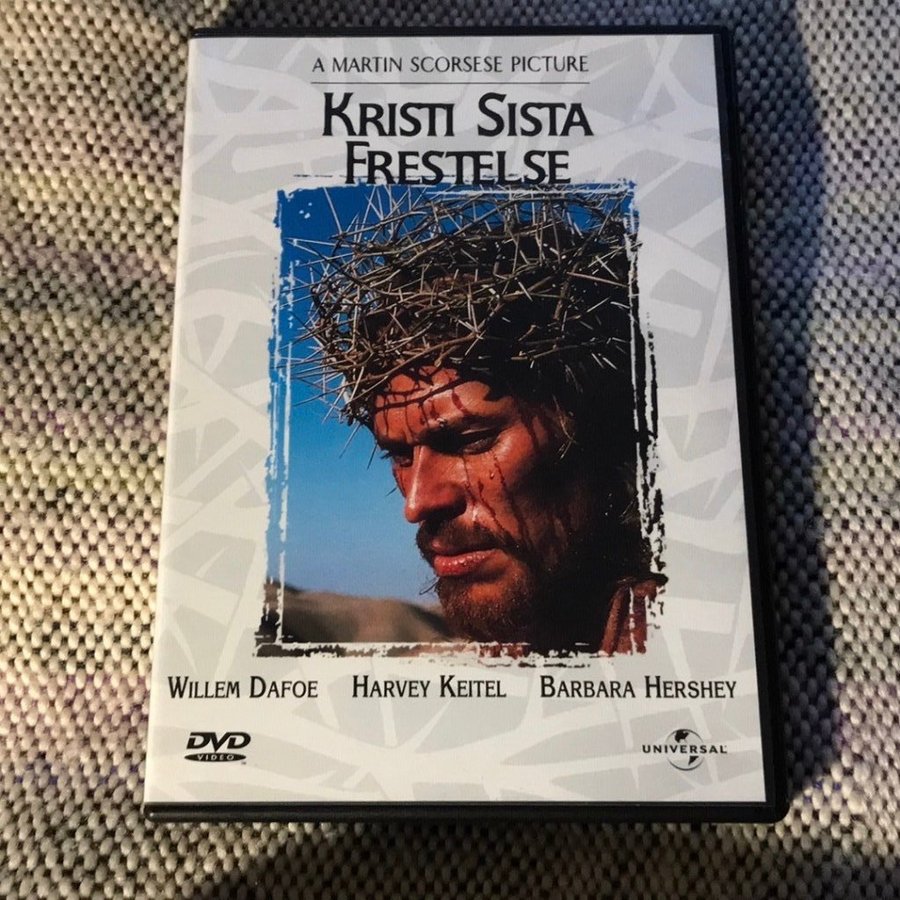 A MARTIN SCORSESE PICTURE
KRISTI SISTA
FRESTELSE
WILLEM DAFOE HARVEY KEITEL BARBARA HERSHEY
DVD
VIDEO
UNIVERSAL